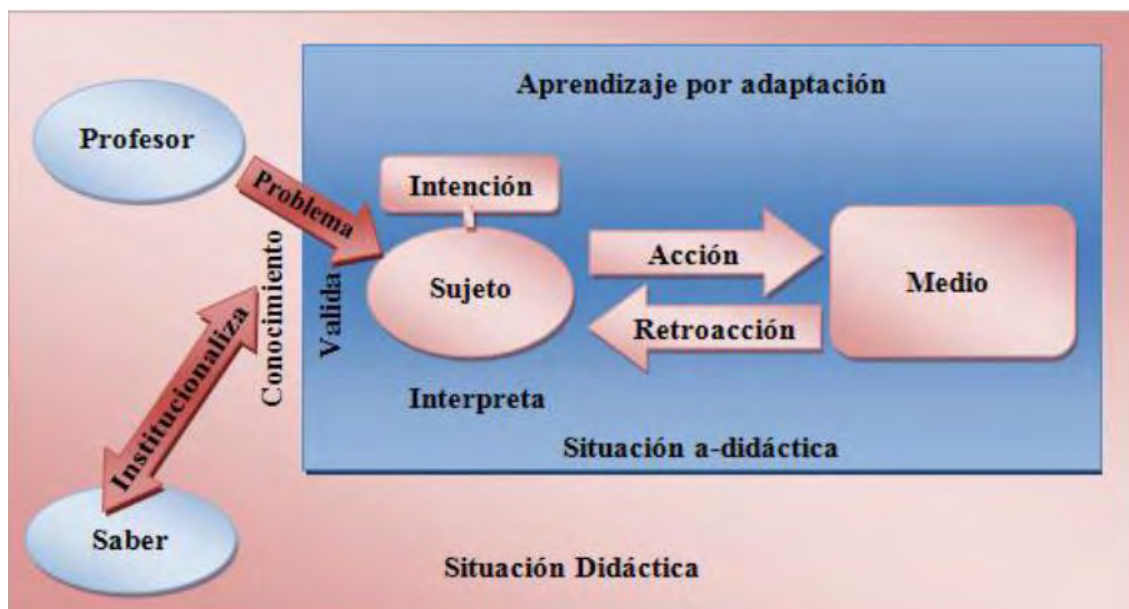 Aprendizaje por adaptación
Profesor
Problema
Intención
Sujeto
Acción
Retroacción
Medio
Conocimiento
Valida
Interpreta
Institucionaliza
Situación a-didáctica
Saber
Situación Didáctica